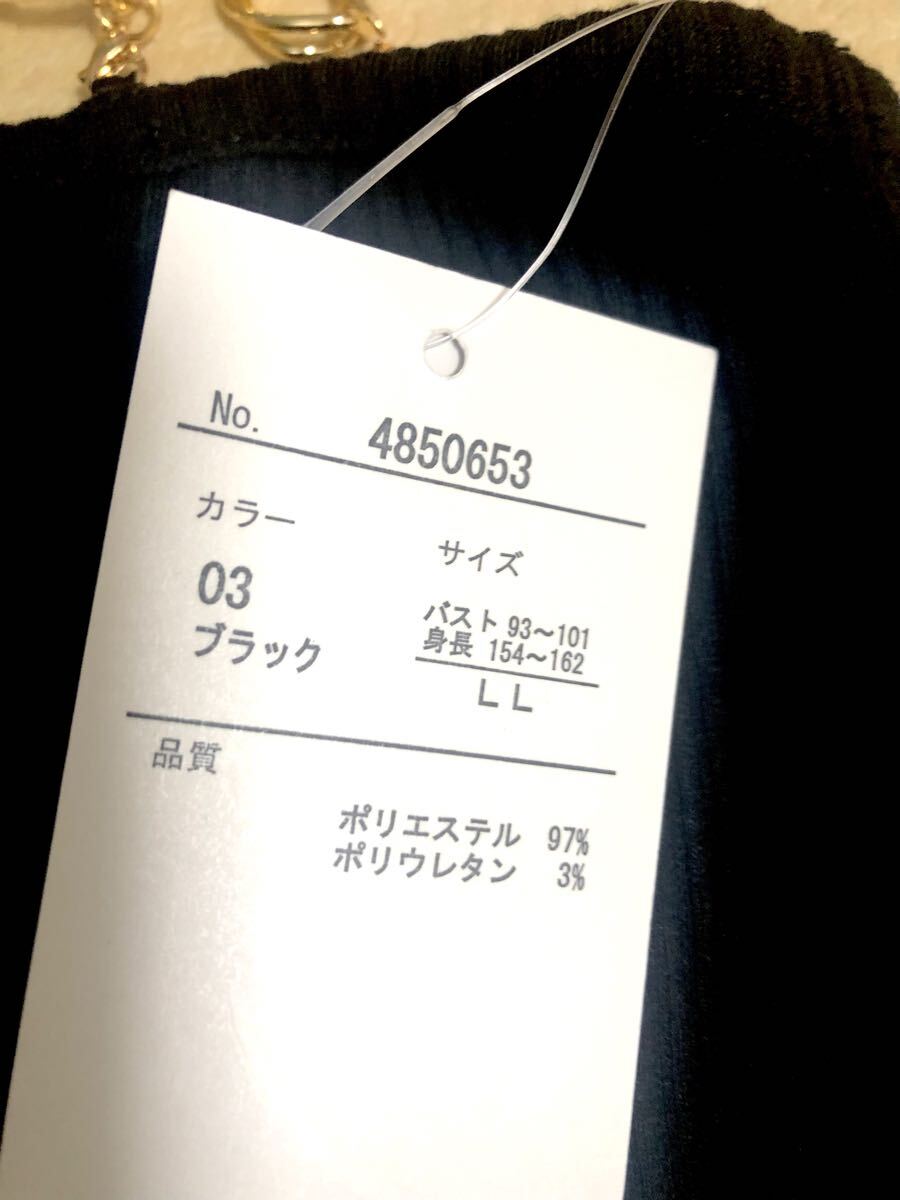 No. 4850653
カラー
03
ブラック
サイズ
バスト 93～101
身長 154～162
LL
品質
ポリエステル 97%
ポリウレタン 3%